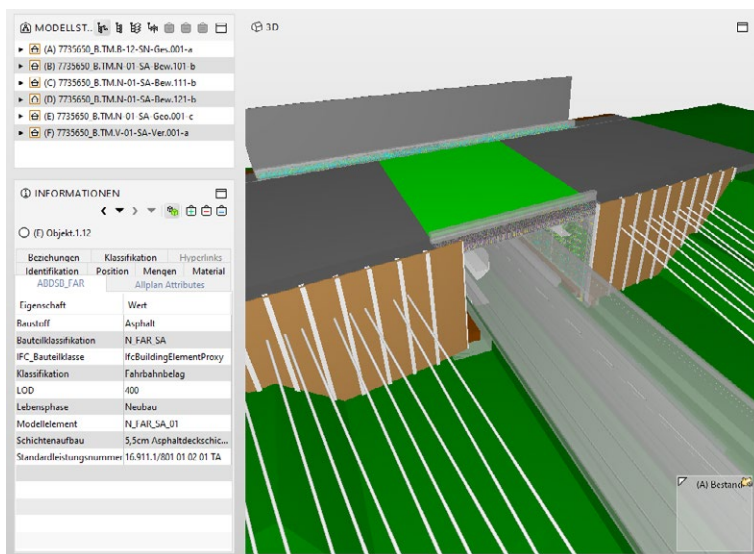 MODELLST..
(A) 7735650_B.TM.B-12-SN-Ges.001-a
(B) 7735650_B.TM.N-01-SA-Bew.101-b
(C) 7735650_B.TM.N-01-SA-Bew.111-b
(D) 7735650_B.TM.N-01-SA-Bew.121-b
(E) 7735650_B.TM.N-01-SA-Geo.001-c
(F) 7735650_B.TM.V-01-SA-Ver.001-a
INFORMATIONEN
(E) Objekt.1.12
Beziehungen Klassifikation Hyperlinks
Identifikation Position Mengen Material
ABDSB_FAR Allplan Attributes
Eigenschaft Wert
Baustoff Asphalt
Bauteilklassifikation N_FAR_SA
IFC_Bauteilklasse IfcBuildingElementProxy
Klassifikation Fahrbahnbelag
LOD 400
Lebensphase Neubau
Modellelement N_FAR_SA_01
Schichtenaufbau 5,5cm Asphaltdeckschic...
Standardleistungsnummer 16.911.1/801 01 02 01 TA
3D
(A) Bestand